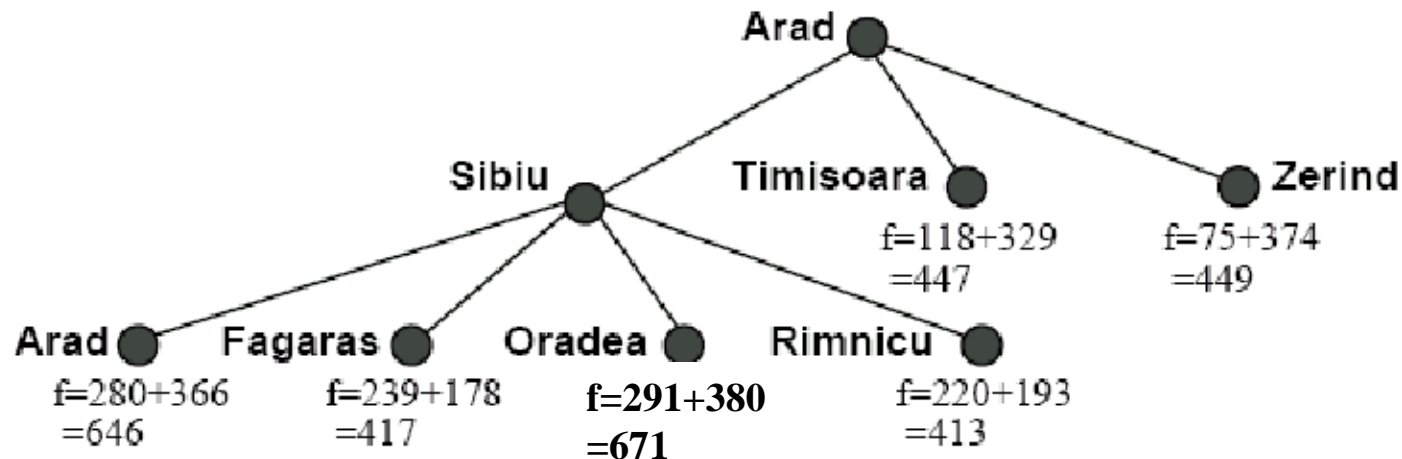 Arad
Sibiu
Timisoara
Zerind
f=118+329
=447
f=75+374
=449
Arad
Fagaras
Oradea
Rimnicu
f=280+366
=646
f=239+178
=417
f=291+380
=671
f=220+193
=413